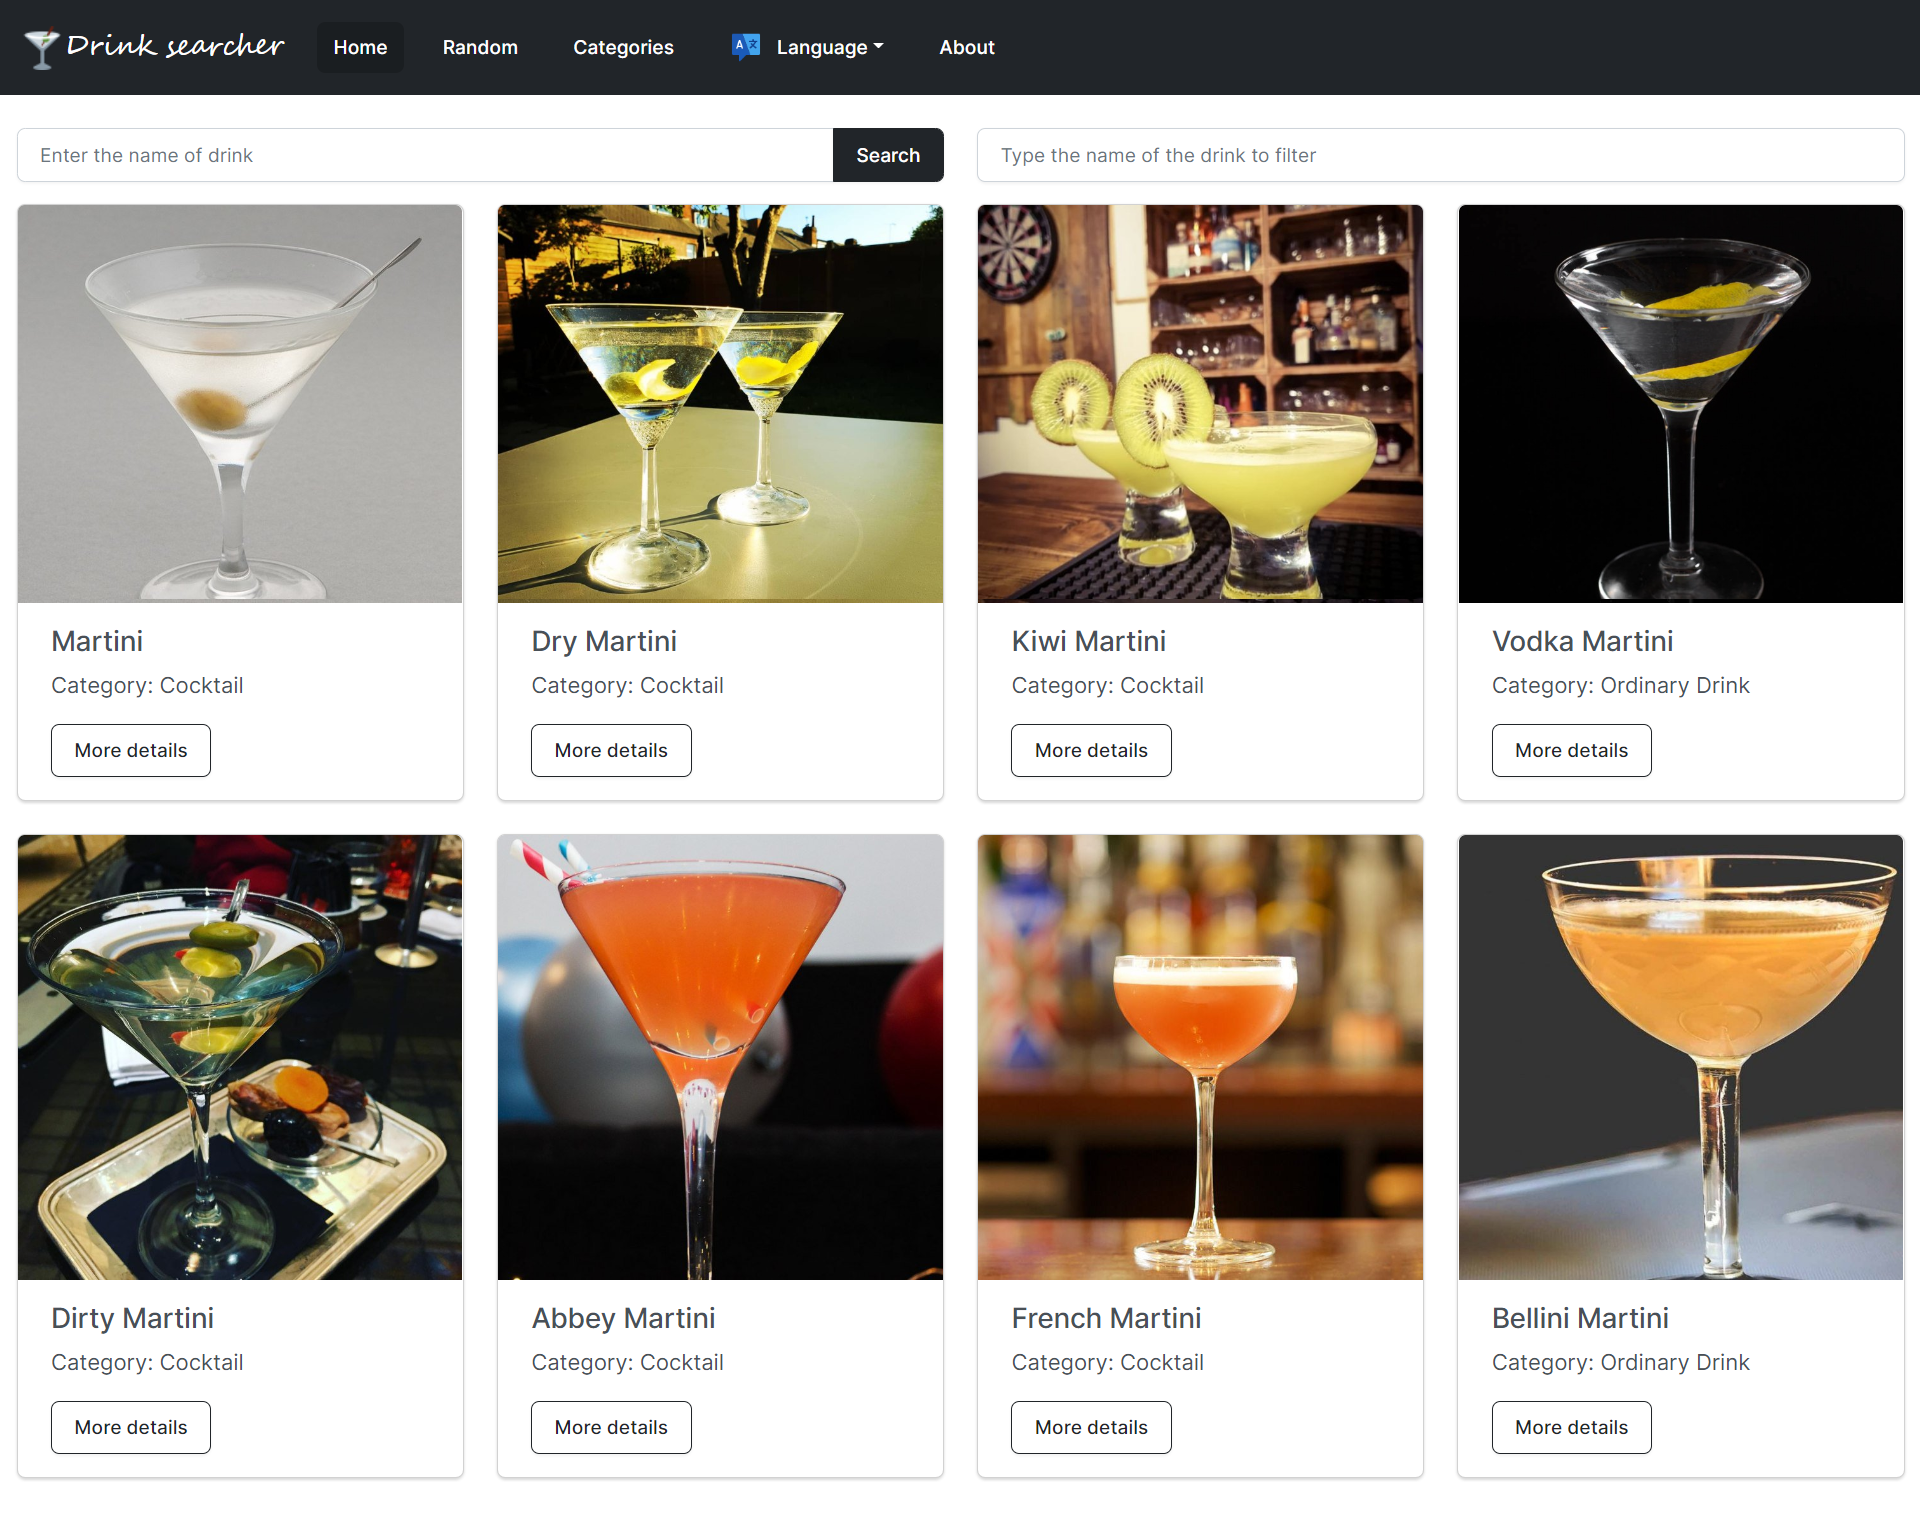 Drink searcher Home Random Categories Language About
Enter the name of drink Search Type the name of the drink to filter
Martini Dry Martini Kiwi Martini Vodka Martini
Category: Cocktail Category: Cocktail Category: Cocktail Category: Ordinary Drink
More details More details More details More details
Dirty Martini Abbey Martini French Martini Bellini Martini
Category: Cocktail Category: Cocktail Category: Cocktail Category: Ordinary Drink
More details More details More details More details